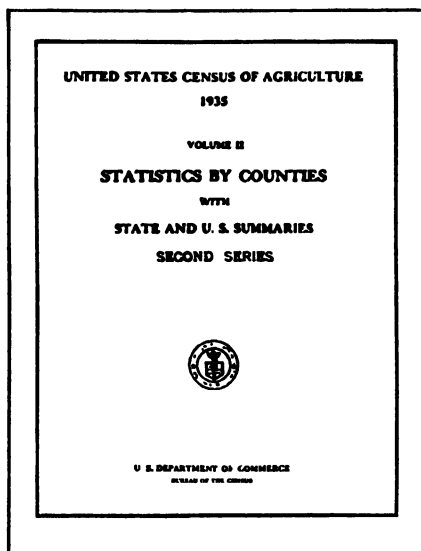 UNITED STATES CENSUS OF AGRICULTURE
1935
VOLUME II
STATISTICS BY COUNTIES
WITH
STATE AND U. S. SUMMARIES
SECOND SERIES
U S. DEPARTMENT OF COMMERCE
BUREAU OF THE CENSUS